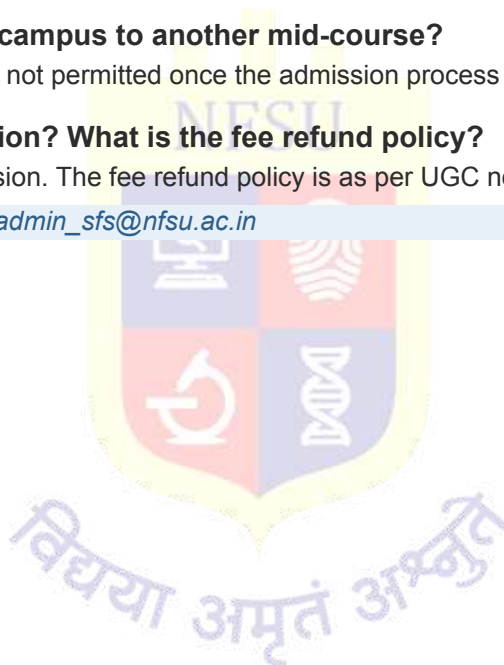 campus to another mid-course?
not permitted once the admission process
NFSU
ion? What is the fee refund policy?
sion. The fee refund policy is as per UGC n
admin_sfs@nfsu.ac.in
विद्यया अमृतं अश्नुते